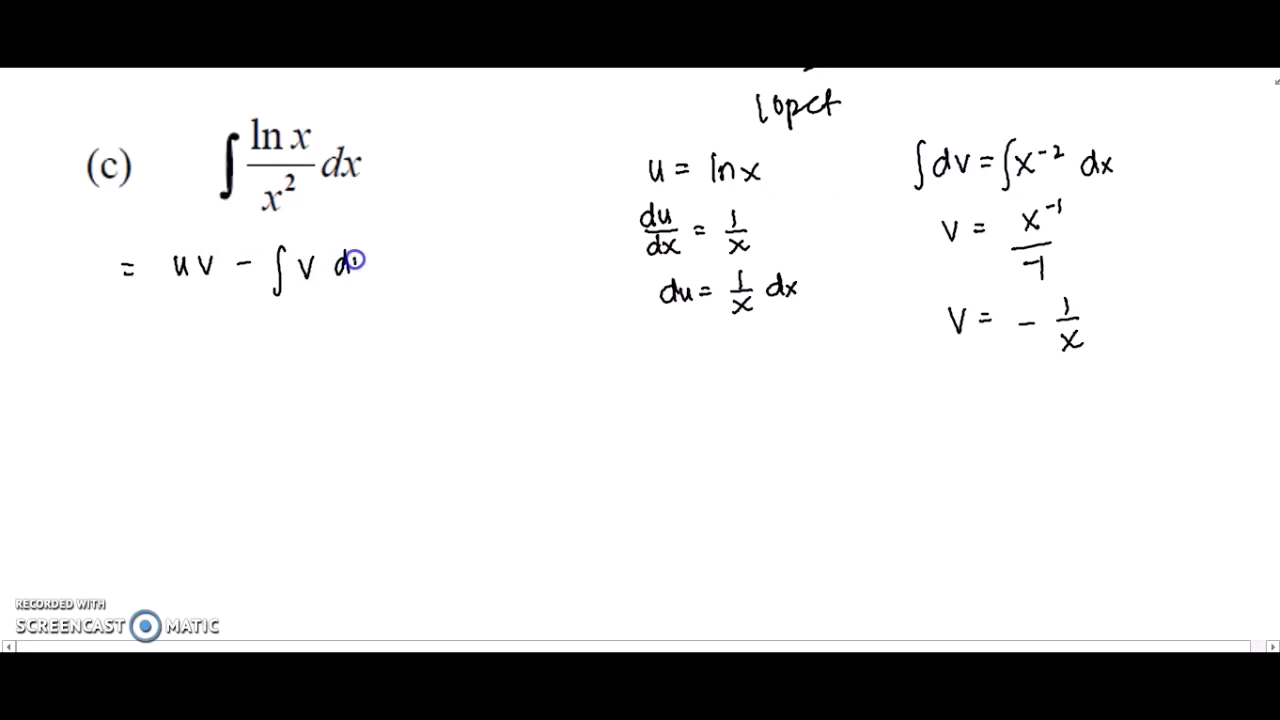 lopct
(c) ∫ ln x / x² dx
u = ln x
du/dx = 1/x
du = 1/x dx
∫ dv = ∫ x⁻² dx
v = x⁻¹ / -1
v = - 1/x
= uv - ∫ v d
RECORDED WITH
SCREENCAST MATIC